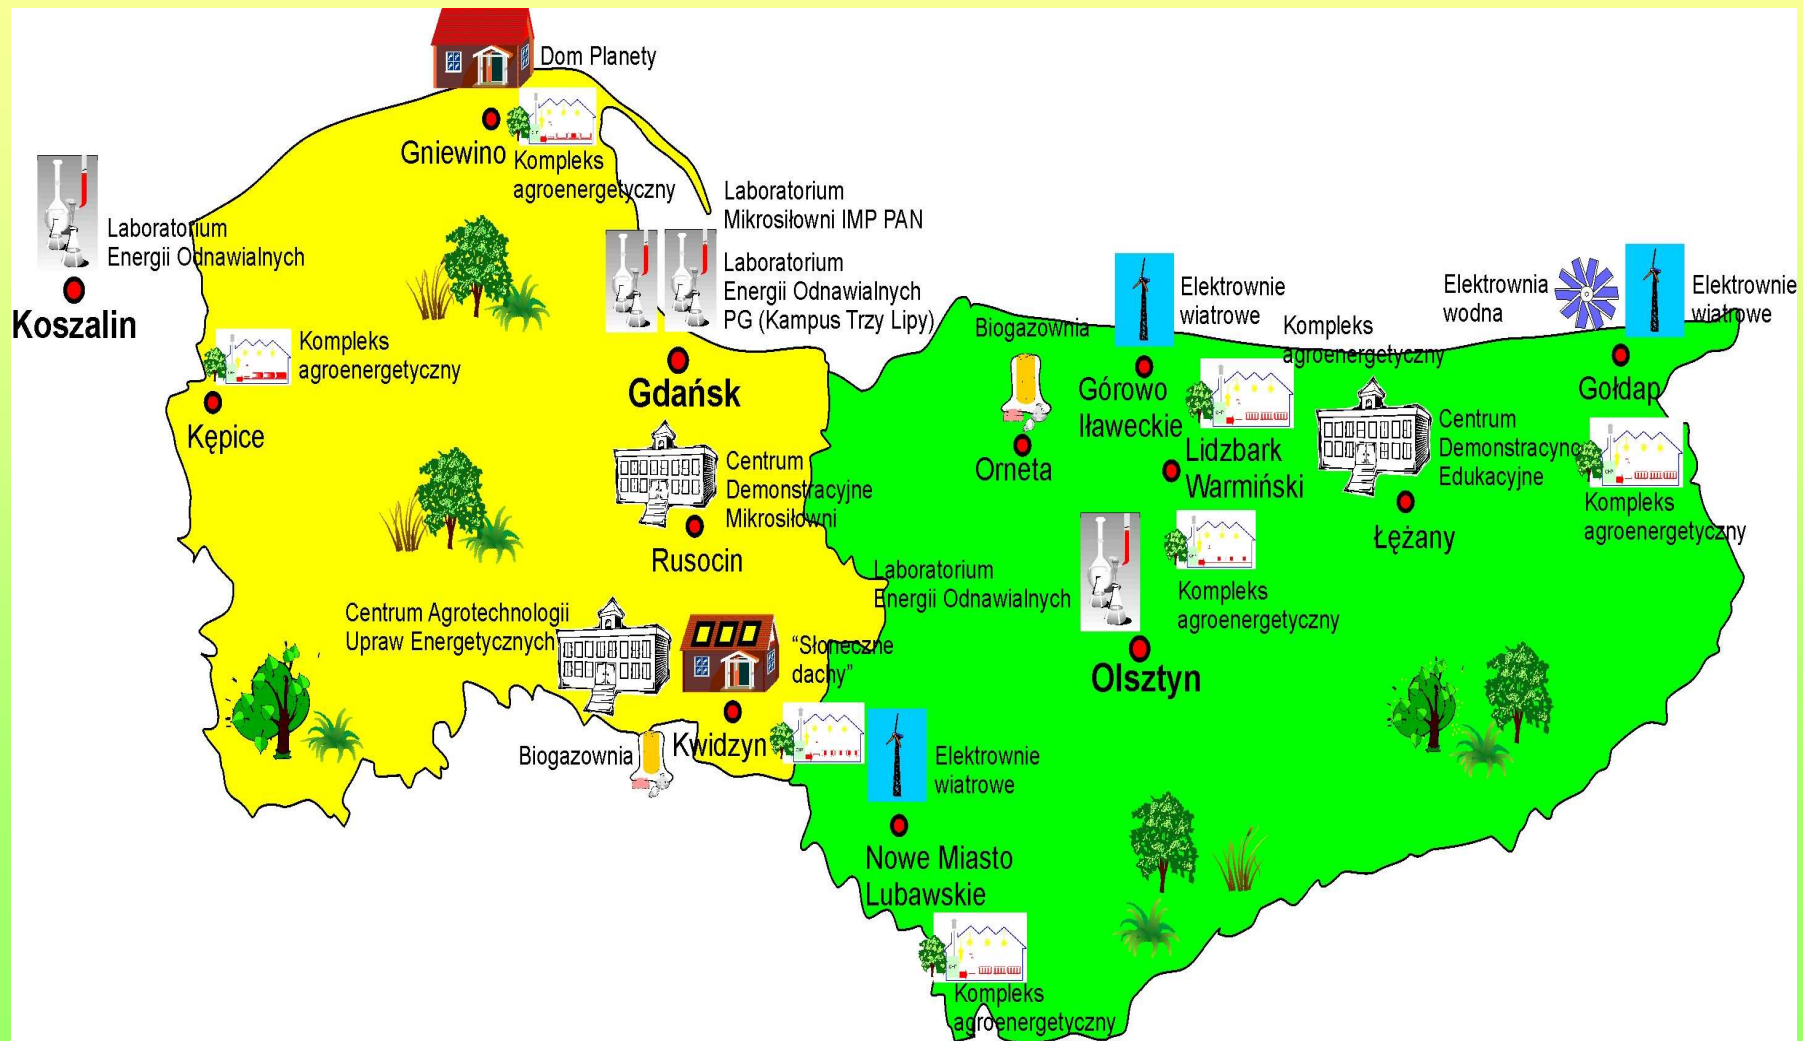 Dom Planety
Gniewino
Kompleks
agroenergetyczny
Laboratorium
Mikrosiłowni IMP PAN
Laboratorium
Energii Odnawialnych
Koszalin
Laboratorium
Energii Odnawialnych
PG (Kampus Trzy Lipy)
Gdańsk
Kompleks
agroenergetyczny
Kępice
Biogazownia
Orneta
Elektrownie
wiatrowe
Górowo
Iławeckie
Kompleks
agroenergetyczny
Lidzbark
Warmiński
Elektrownia
wodna
Elektrownie
wiatrowe
Gołdap
Centrum
Demonstracyjno
Edukacyjne
Łężany
Kompleks
agroenergetyczny
Centrum
Demonstracyjne
Mikrosiłowni
Rusocin
Laboratorium
Energii Odnawialnych
Olsztyn
Kompleks
agroenergetyczny
Centrum Agrotechnologii
Upraw Energetycznych
“Słoneczne
dachy”
Kwidzyn
Biogazownia
Elektrownie
wiatrowe
Nowe Miasto
Lubawskie
Kompleks
agroenergetyczny